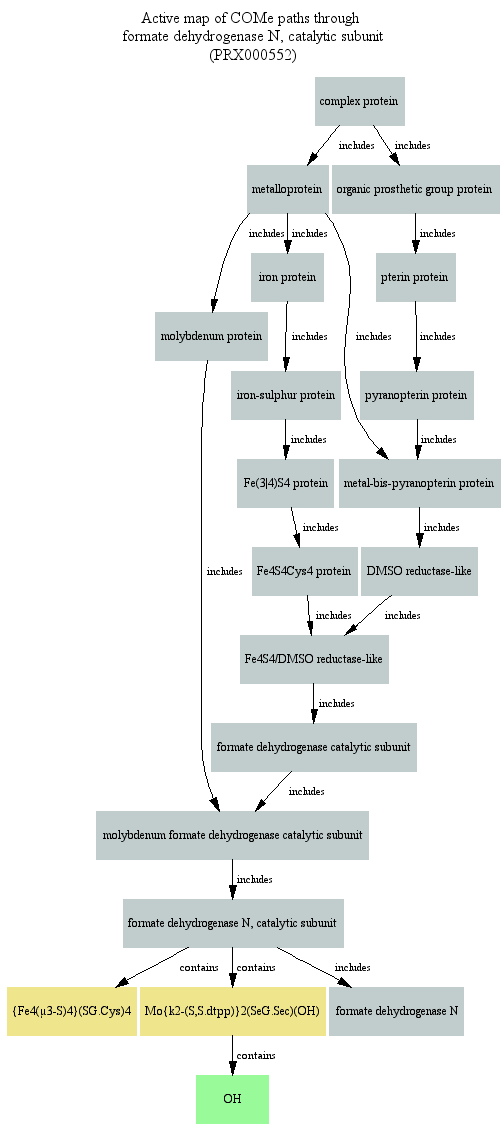 Active map of COMe paths through
formate dehydrogenase N, catalytic subunit
(PRX000552)
complex protein
includes
includes
metalloprotein
organic prosthetic group protein
includes
includes
includes
iron protein
pterin protein
molybdenum protein
includes
includes
includes
iron-sulphur protein
pyranopterin protein
includes
includes
Fe(3|4)S4 protein
metal-bis-pyranopterin protein
includes
includes
Fe4S4Cys4 protein
DMSO reductase-like
includes
includes
includes
Fe4S4/DMSO reductase-like
includes
formate dehydrogenase catalytic subunit
includes
molybdenum formate dehydrogenase catalytic subunit
includes
formate dehydrogenase N, catalytic subunit
contains
contains
includes
{Fe4(µ3-S)4}(SG.Cys)4
Mo{k2-(S,S.dtpp)}2(SeG.Sec)(OH)
formate dehydrogenase N
contains
OH